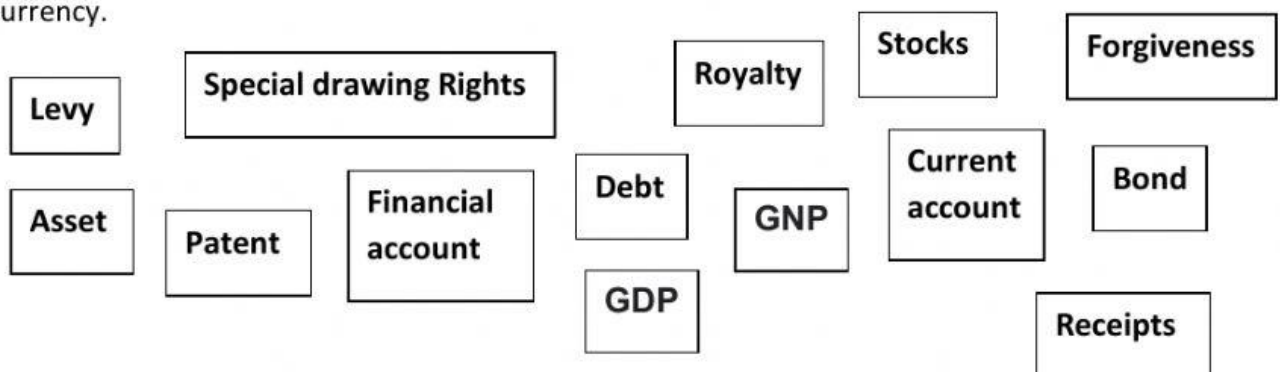 urrency.
Stocks
Forgiveness
Royalty
Special drawing Rights
Levy
Current
account
Bond
Debt
Financial
account
GNP
Asset
Patent
GDP
Receipts